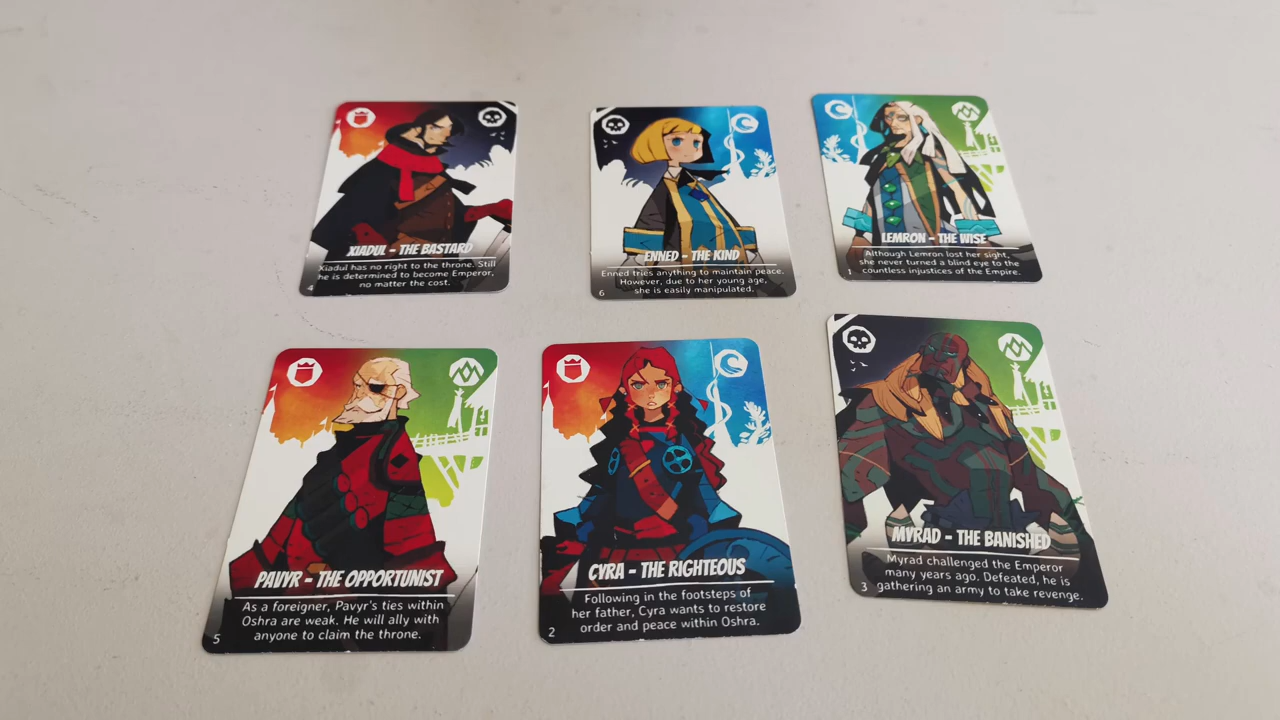 XIADUL – THE BASTARD
Xiadul has no right to the throne. Still
he is determined to become Emperor,
no matter the cost.
4
ENNED – THE KIND
Enned tries anything to maintain peace.
However, due to her young age,
she is easily manipulated.
6
LEMRON – THE WISE
Although Lemron lost her sight,
she never turned a blind eye to the
countless injustices of the Empire.
1
PAVYR – THE OPPORTUNIST
As a foreigner, Pavyr's ties within
Oshra are weak. He will ally with
anyone to claim the throne.
5
CYRA – THE RIGHTEOUS
Following in the footsteps of
her father, Cyra wants to restore
order and peace within Oshra.
2
MYRAD – THE BANISHED
Myrad challenged the Emperor
many years ago. Defeated, he is
gathering an army to take revenge.
3